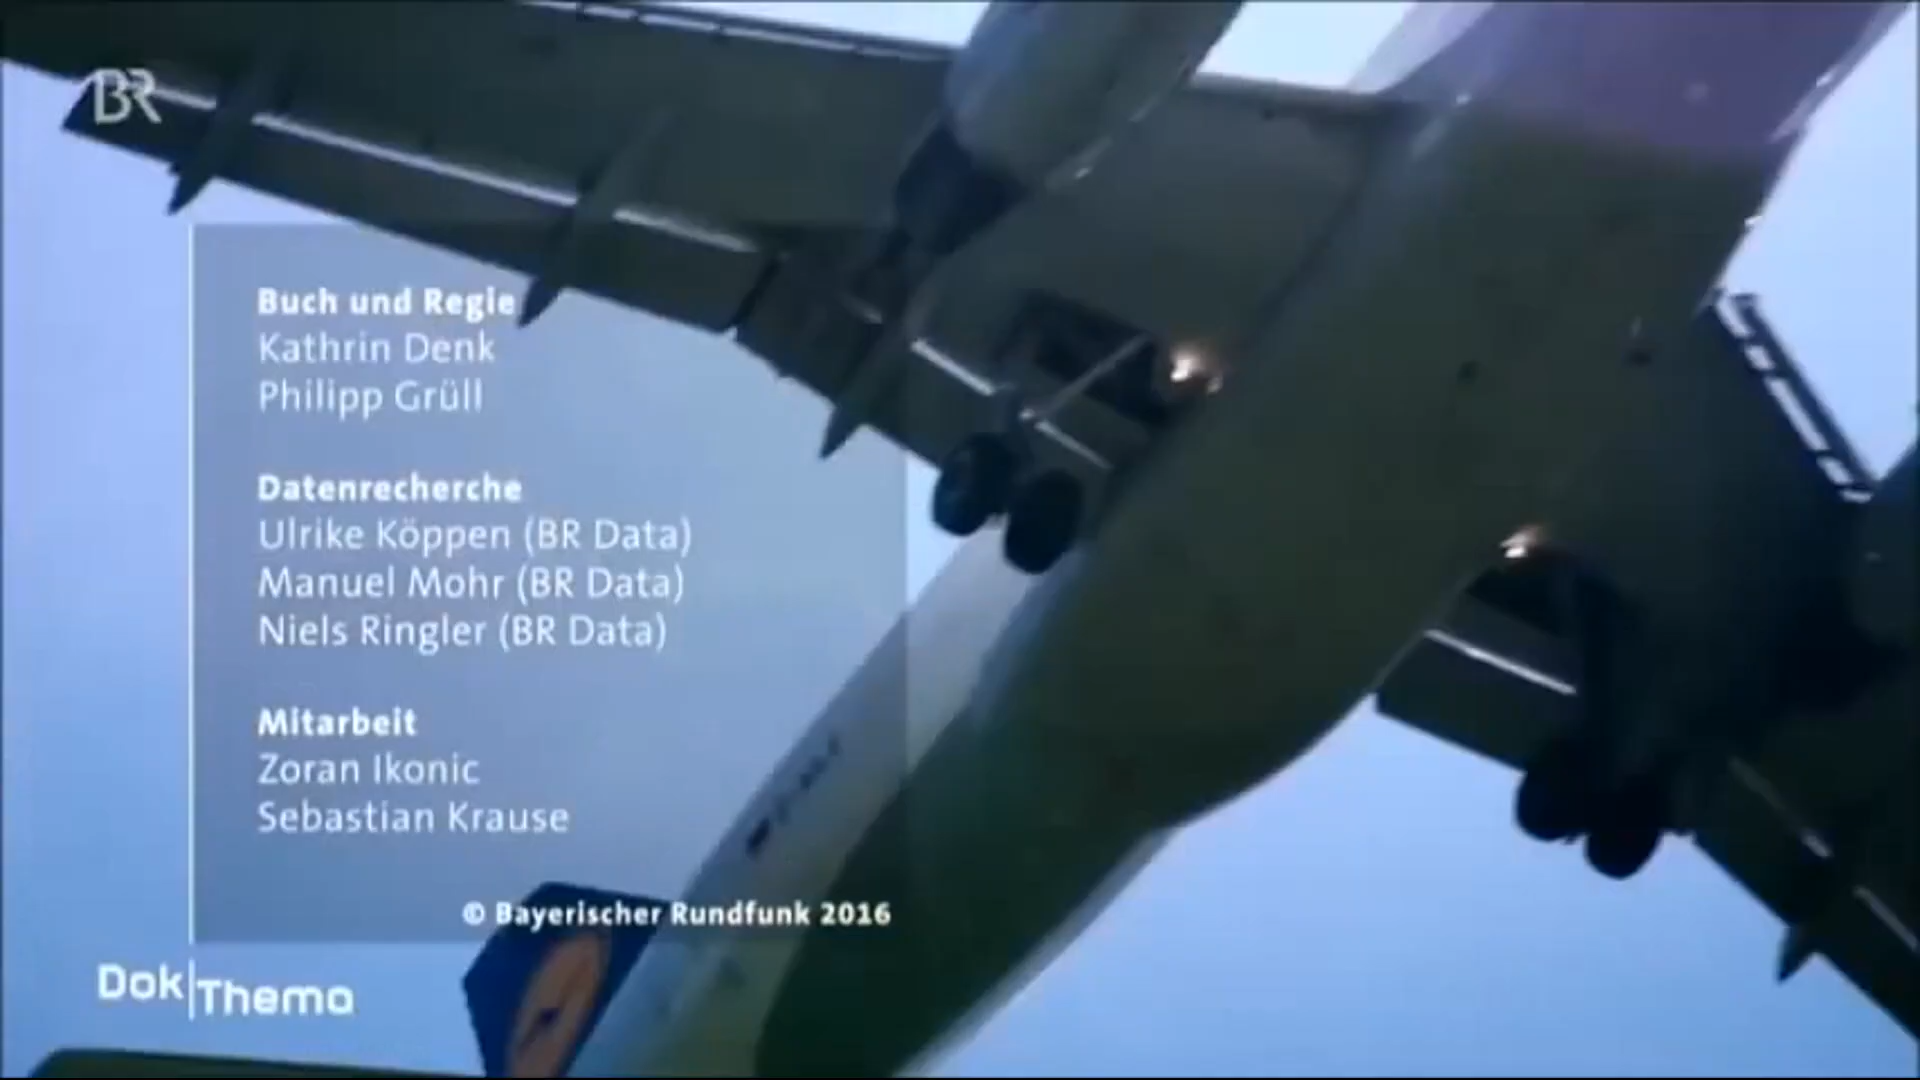 BR
Buch und Regie
Kathrin Denk
Philipp Grüll
Datenrecherche
Ulrike Köppen (BR Data)
Manuel Mohr (BR Data)
Niels Ringler (BR Data)
Mitarbeit
Zoran Ikonic
Sebastian Krause
© Bayerischer Rundfunk 2016
Dok Thema